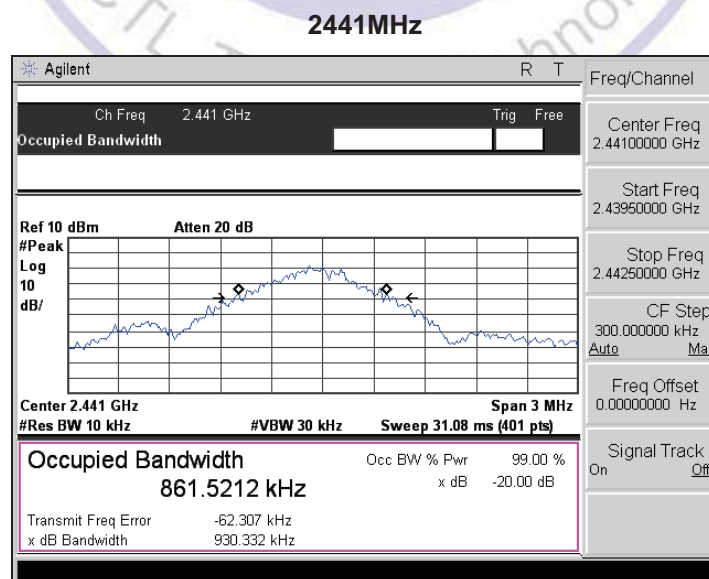 2441MHz
Agilent R T
Ch Freq 2.441 GHz Trig Free
Occupied Bandwidth
Ref 10 dBm Atten 20 dB
#Peak
Log
10
dB/
Center 2.441 GHz Span 3 MHz
#Res BW 10 kHz #VBW 30 kHz Sweep 31.08 ms (401 pts)
Occupied Bandwidth Occ BW % Pwr 99.00 %
861.5212 kHz x dB -20.00 dB
Transmit Freq Error -62.307 kHz
x dB Bandwidth 930.332 kHz
Freq/Channel
Center Freq
2.44100000 GHz
Start Freq
2.43950000 GHz
Stop Freq
2.44250000 GHz
CF Step
300.000000 kHz
Auto Ma
Freq Offset
0.00000000 Hz
Signal Track
On Off